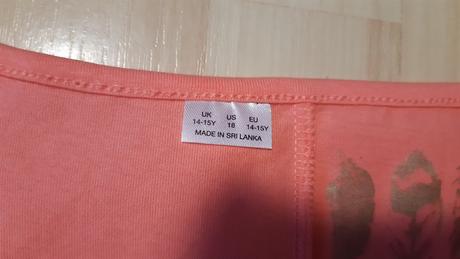 UK US EU
14-15Y 18 14-15Y
MADE IN SRI LANKA